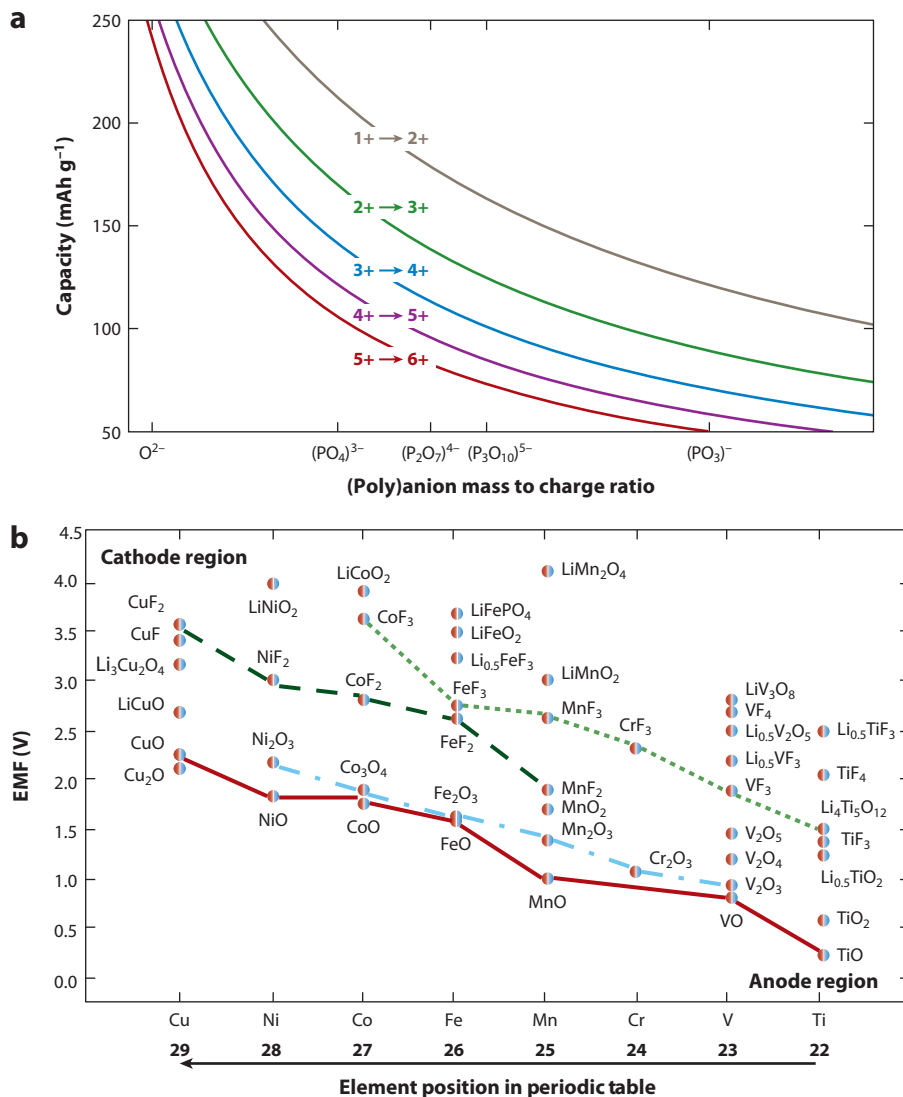 a
250
200
150
100
50
Capacity (mAh g⁻¹)
1+ → 2+
2+ → 3+
3+ → 4+
4+ → 5+
5+ → 6+
O²⁻
(PO₄)³⁻
(P₂O₇)⁴⁻
(P₃O₁₀)⁵⁻
(PO₃)⁻
(Poly)anion mass to charge ratio
b
4.5
4.0
3.5
3.0
2.5
2.0
1.5
1.0
0.5
0.0
EMF (V)
Cathode region
CuF₂
CuF
Li₃Cu₂O₄
LiCuO
CuO
Cu₂O
LiNiO₂
NiF₂
Ni₂O₃
NiO
LiCoO₂
CoF₃
CoF₂
Co₃O₄
CoO
LiFePO₄
LiFeO₂
Li₀.₅FeF₃
FeF₃
FeF₂
Fe₂O₃
FeO
LiMn₂O₄
LiMnO₂
MnF₃
MnF₂
MnO₂
Mn₂O₃
MnO
CrF₃
Cr₂O₃
LiV₃O₈
VF₄
Li₀.₅V₂O₅
Li₀.₅VF₃
VF₃
V₂O₅
V₂O₄
V₂O₃
VO
Li₀.₅TiF₃
TiF₄
Li₄Ti₅O₁₂
TiF₃
Li₀.₅TiO₂
TiO₂
TiO
Anode region
Cu Ni Co Fe Mn Cr V Ti
29 28 27 26 25 24 23 22
Element position in periodic table